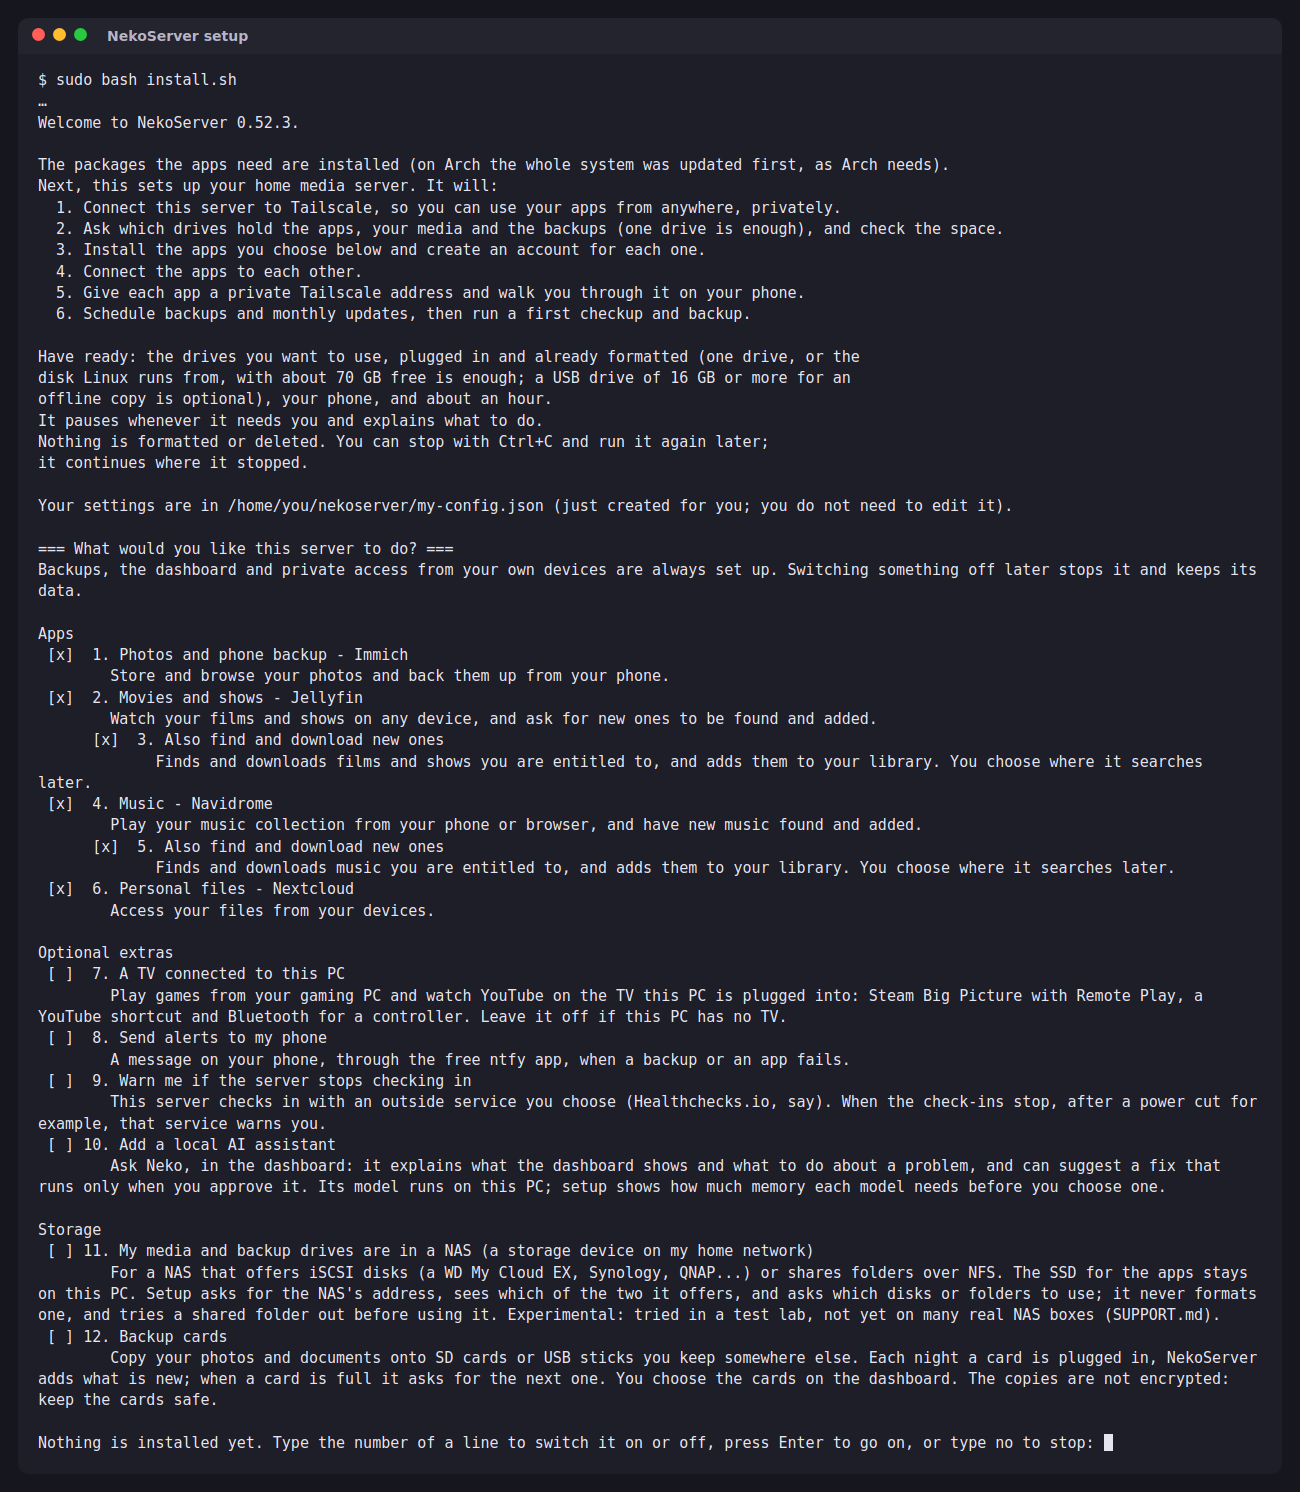 NekoServer setup
$ sudo bash install.sh
…
Welcome to NekoServer 0.52.3.
The packages the apps need are installed (on Arch the whole system was updated first, as Arch needs).
Next, this sets up your home media server. It will:
1. Connect this server to Tailscale, so you can use your apps from anywhere, privately.
2. Ask which drives hold the apps, your media and the backups (one drive is enough), and check the space.
3. Install the apps you choose below and create an account for each one.
4. Connect the apps to each other.
5. Give each app a private Tailscale address and walk you through it on your phone.
6. Schedule backups and monthly updates, then run a first checkup and backup.
Have ready: the drives you want to use, plugged in and already formatted (one drive, or the
disk Linux runs from, with about 70 GB free is enough; a USB drive of 16 GB or more for an
offline copy is optional), your phone, and about an hour.
It pauses whenever it needs you and explains what to do.
Nothing is formatted or deleted. You can stop with Ctrl+C and run it again later;
it continues where it stopped.
Your settings are in /home/you/nekoserver/my-config.json (just created for you; you do not need to edit it).
=== What would you like this server to do? ===
Backups, the dashboard and private access from your own devices are always set up. Switching something off later stops it and keeps its
data.
Apps
[x]  1. Photos and phone backup - Immich
Store and browse your photos and back them up from your phone.
[x]  2. Movies and shows - Jellyfin
Watch your films and shows on any device, and ask for new ones to be found and added.
[x]  3. Also find and download new ones
Finds and downloads films and shows you are entitled to, and adds them to your library. You choose where it searches
later.
[x]  4. Music - Navidrome
Play your music collection from your phone or browser, and have new music found and added.
[x]  5. Also find and download new ones
Finds and downloads music you are entitled to, and adds them to your library. You choose where it searches later.
[x]  6. Personal files - Nextcloud
Access your files from your devices.
Optional extras
[ ]  7. A TV connected to this PC
Play games from your gaming PC and watch YouTube on the TV this PC is plugged into: Steam Big Picture with Remote Play, a
YouTube shortcut and Bluetooth for a controller. Leave it off if this PC has no TV.
[ ]  8. Send alerts to my phone
A message on your phone, through the free ntfy app, when a backup or an app fails.
[ ]  9. Warn me if the server stops checking in
This server checks in with an outside service you choose (Healthchecks.io, say). When the check-ins stop, after a power cut for
example, that service warns you.
[ ] 10. Add a local AI assistant
Ask Neko, in the dashboard: it explains what the dashboard shows and what to do about a problem, and can suggest a fix that
runs only when you approve it. Its model runs on this PC; setup shows how much memory each model needs before you choose one.
Storage
[ ] 11. My media and backup drives are in a NAS (a storage device on my home network)
For a NAS that offers iSCSI disks (a WD My Cloud EX, Synology, QNAP...) or shares folders over NFS. The SSD for the apps stays
on this PC. Setup asks for the NAS's address, sees which of the two it offers, and asks which disks or folders to use; it never formats
one, and tries a shared folder out before using it. Experimental: tried in a test lab, not yet on many real NAS boxes (SUPPORT.md).
[ ] 12. Backup cards
Copy your photos and documents onto SD cards or USB sticks you keep somewhere else. Each night a card is plugged in, NekoServer
adds what is new; when a card is full it asks for the next one. You choose the cards on the dashboard. The copies are not encrypted:
keep the cards safe.
Nothing is installed yet. Type the number of a line to switch it on or off, press Enter to go on, or type no to stop: